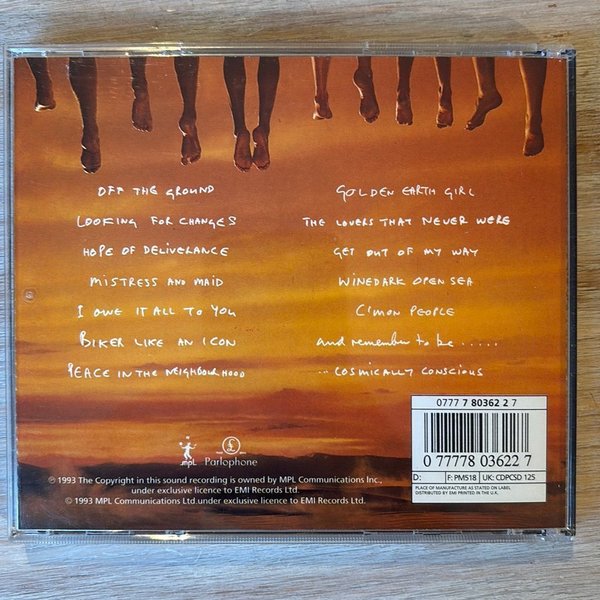 OFF THE GROUND
LOOKING FOR CHANGES
HOPE OF DELIVERANCE
MISTRESS AND MAID
I OWE IT ALL TO YOU
BIKER LIKE AN ICON
PEACE IN THE NEIGHBOURHOOD
GOLDEN EARTH GIRL
THE LOVERS THAT NEVER WERE
GET OUT OF MY WAY
WINEDARK OPEN SEA
C'MON PEOPLE
and remember to be.....
... COSMICALLY CONSCIOUS
mpL
£
Parlophone
℗ 1993 The Copyright in this sound recording is owned by MPL Communications Inc.,
under exclusive licence to EMI Records Ltd.
© 1993 MPL Communications Ltd.under exclusive licence to EMI Records Ltd.
0777 7 80362 2 7
0 77778 03622 7
D: F: PM518 UK: CDPCSD 125
PLACE OF MANUFACTURE AS STATED ON LABEL
DISTRIBUTED BY EMI PRINTED IN THE U.K.